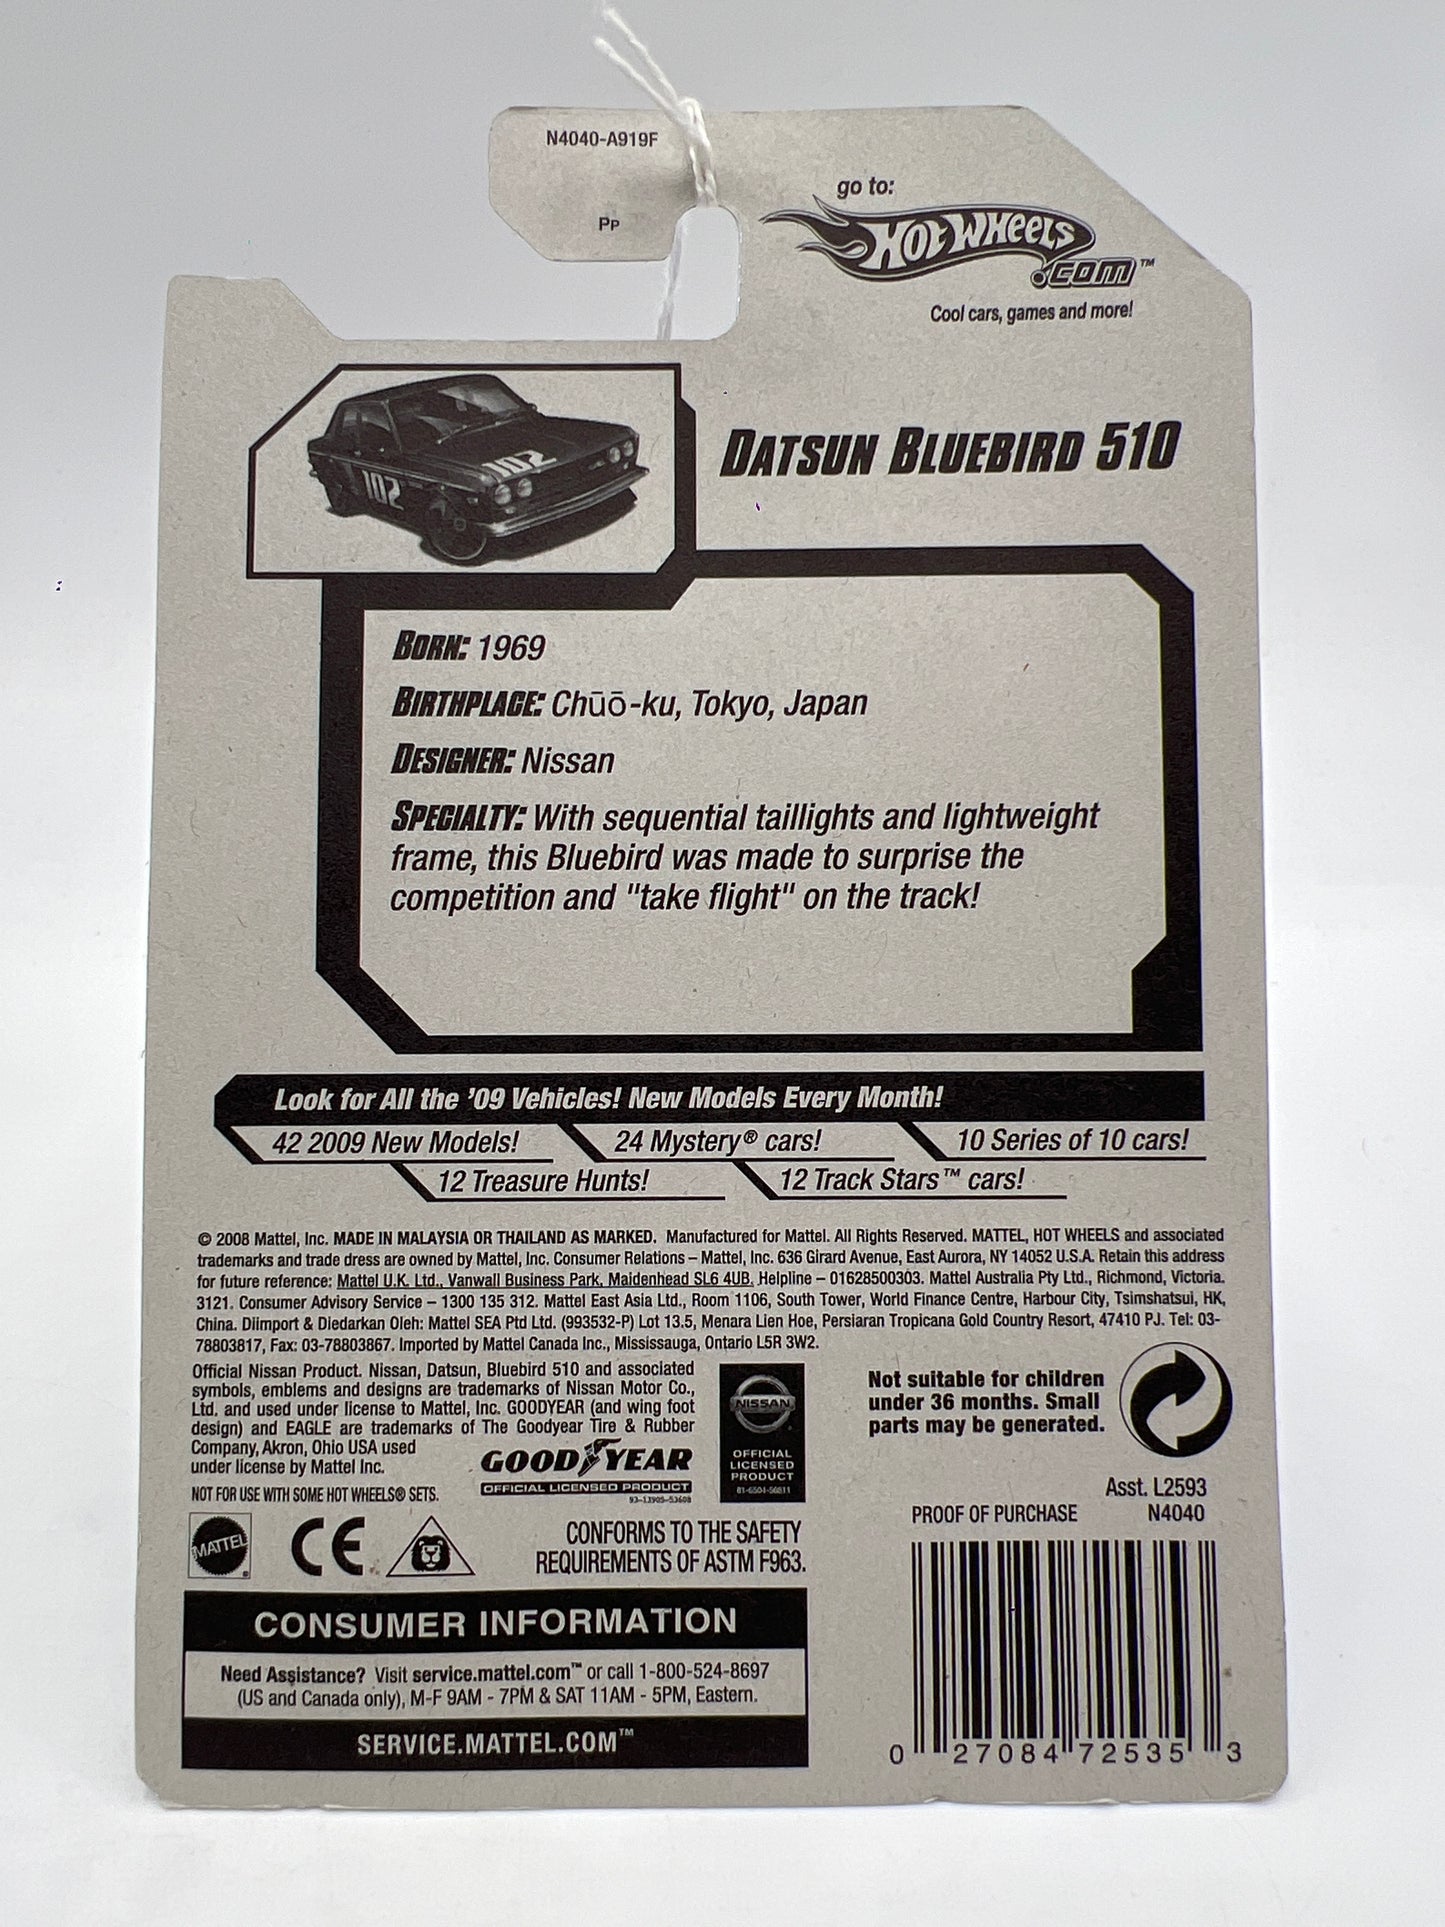 N4040-A919F
PP
go to:
HOT WHEELS
.COM™
Cool cars, games and more!
102
102
DATSUN BLUEBIRD 510
BORN: 1969
BIRTHPLACE: Chūō-ku, Tokyo, Japan
DESIGNER: Nissan
SPECIALTY: With sequential taillights and lightweight
frame, this Bluebird was made to surprise the
competition and "take flight" on the track!
Look for All the '09 Vehicles! New Models Every Month!
42 2009 New Models! 24 Mystery® cars! 10 Series of 10 cars!
12 Treasure Hunts! 12 Track Stars™ cars!
© 2008 Mattel, Inc. MADE IN MALAYSIA OR THAILAND AS MARKED. Manufactured for Mattel. All Rights Reserved. MATTEL, HOT WHEELS and associated
trademarks and trade dress are owned by Mattel, Inc. Consumer Relations – Mattel, Inc. 636 Girard Avenue, East Aurora, NY 14052 U.S.A. Retain this address
for future reference: Mattel U.K. Ltd., Vanwall Business Park, Maidenhead SL6 4UB. Helpline – 01628500303. Mattel Australia Pty Ltd., Richmond, Victoria.
3121. Consumer Advisory Service – 1300 135 312. Mattel East Asia Ltd., Room 1106, South Tower, World Finance Centre, Harbour City, Tsimshatsui, HK,
China. Diimport & Diedarkan Oleh: Mattel SEA Ptd Ltd. (993532-P) Lot 13.5, Menara Lien Hoe, Persiaran Tropicana Gold Country Resort, 47410 PJ. Tel: 03-
78803817, Fax: 03-78803867. Imported by Mattel Canada Inc., Mississauga, Ontario L5R 3W2.
Official Nissan Product. Nissan, Datsun, Bluebird 510 and associated
symbols, emblems and designs are trademarks of Nissan Motor Co.,
Ltd. and used under license to Mattel, Inc. GOODYEAR (and wing foot
design) and EAGLE are trademarks of The Goodyear Tire & Rubber
Company, Akron, Ohio USA used
under license by Mattel Inc.
NOT FOR USE WITH SOME HOT WHEELS® SETS.
GOODYEAR
OFFICIAL LICENSED PRODUCT
93-13905-53608
NISSAN
OFFICIAL
LICENSED
PRODUCT
01-6504-50811
Not suitable for children
under 36 months. Small
parts may be generated.
Asst. L2593
PROOF OF PURCHASE N4040
MATTEL
CE
CONFORMS TO THE SAFETY
REQUIREMENTS OF ASTM F963.
CONSUMER INFORMATION
Need Assistance? Visit service.mattel.com™ or call 1-800-524-8697
(US and Canada only), M-F 9AM - 7PM & SAT 11AM - 5PM, Eastern.
SERVICE.MATTEL.COM™
0 27084 72535 3